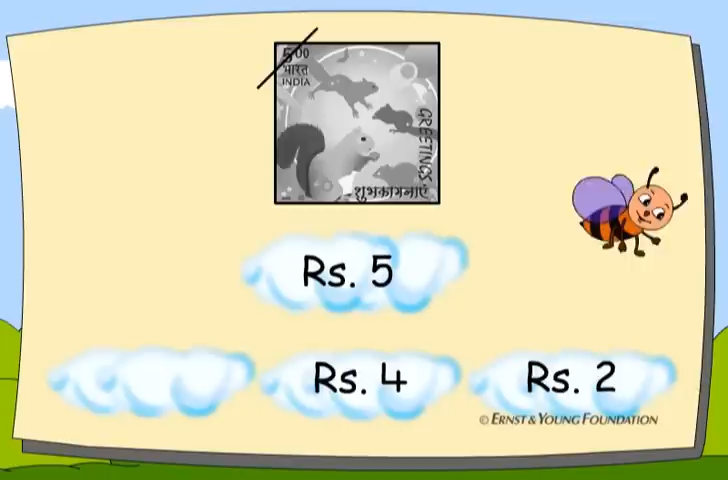 5.00
भारत
INDIA
GREETINGS
शुभकामनाएं
Rs. 5
Rs. 4
Rs. 2
© ERNST & YOUNG FOUNDATION